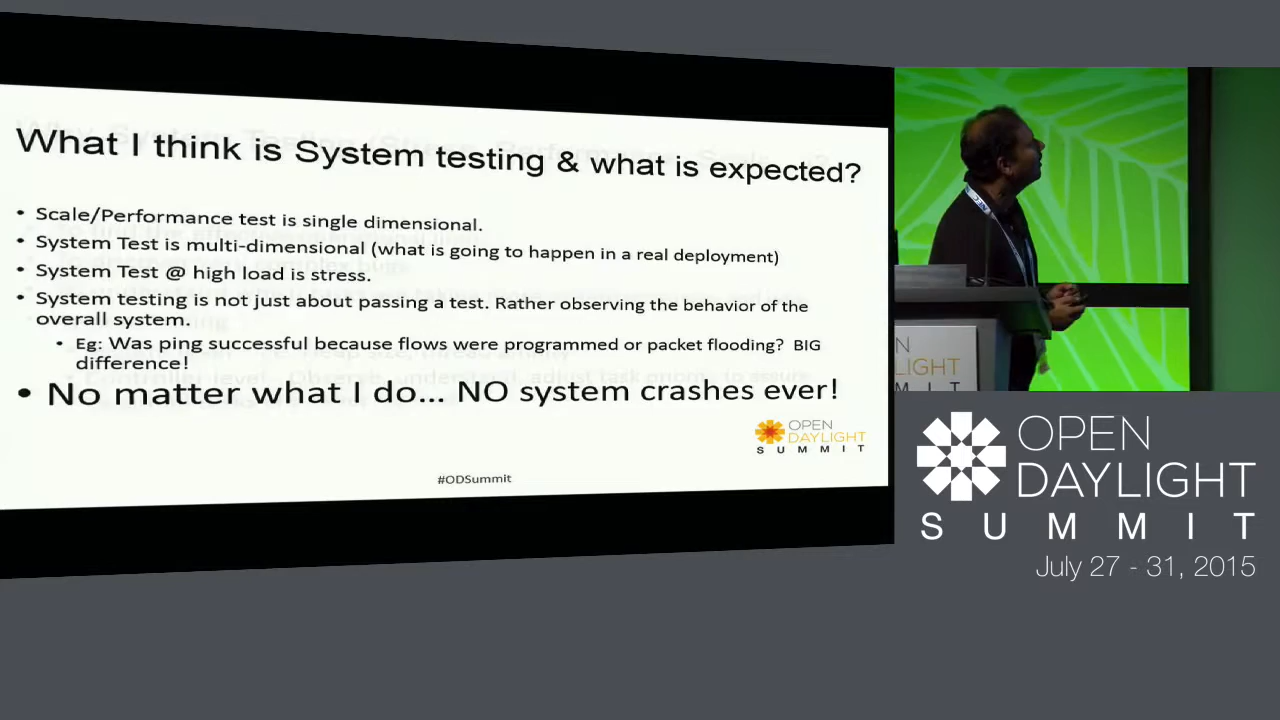 What I think is System testing & what is expected?
• Scale/Performance test is single dimensional.
• System Test is multi-dimensional (what is going to happen in a real deployment)
• System Test @ high load is stress.
• System testing is not just about passing a test. Rather observing the behavior of the
overall system.
• Eg: Was ping successful because flows were programmed or packet flooding? BIG
difference!
• No matter what I do... NO system crashes ever!
OPEN
DAYLIGHT
SUMMIT
#ODSummit
LIGHT
OPEN
DAYLIGHT
SUMMIT
July 27 - 31, 2015